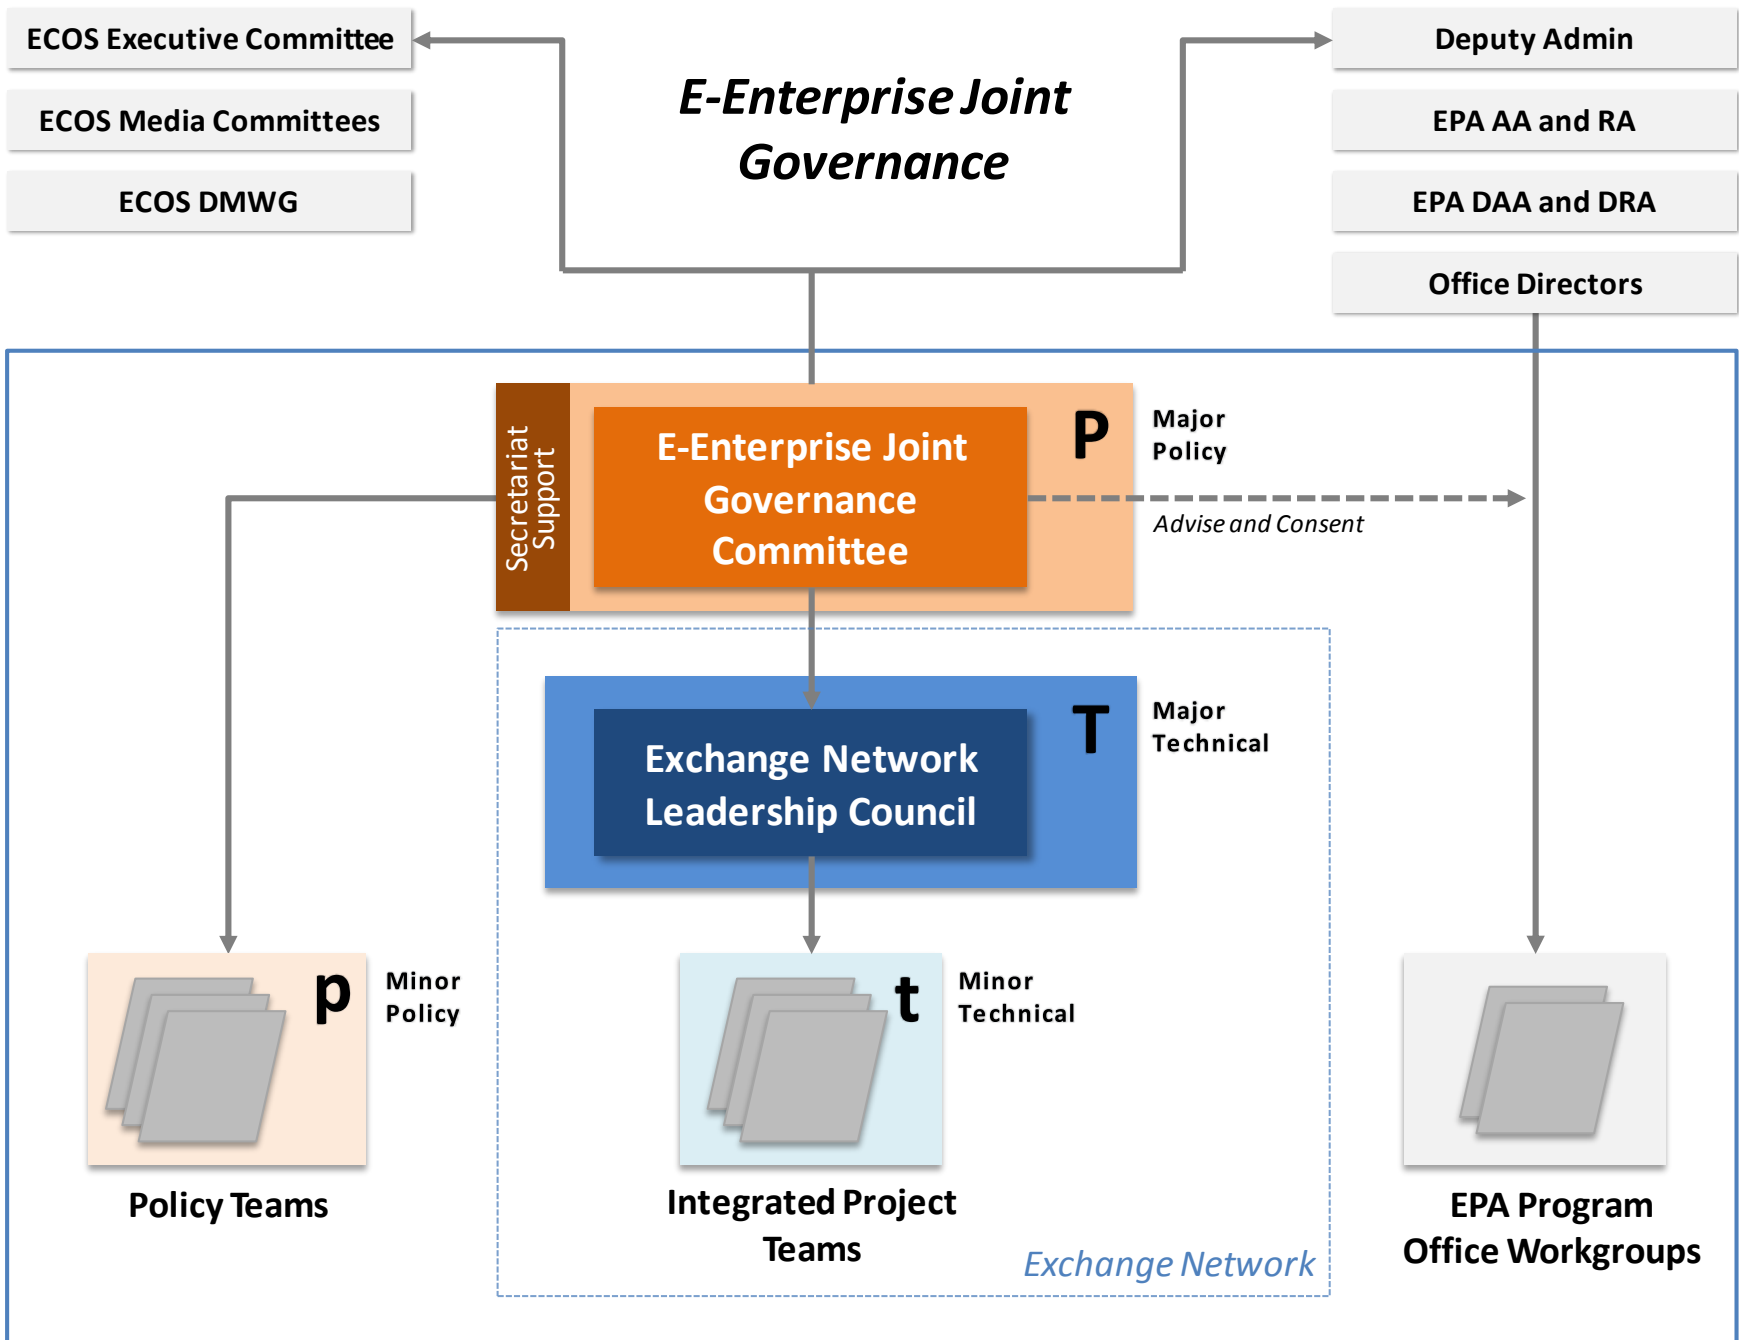 ECOS Executive Committee
ECOS Media Committees
ECOS DMWG
E-Enterprise Joint
Governance
Deputy Admin
EPA AA and RA
EPA DAA and DRA
Office Directors
Secretariat
Support
E-Enterprise Joint
Governance
Committee
P
Major
Policy
Advise and Consent
Exchange Network
Leadership Council
T
Major
Technical
p
Minor
Policy
Policy Teams
t
Minor
Technical
Integrated Project
Teams
Exchange Network
EPA Program
Office Workgroups